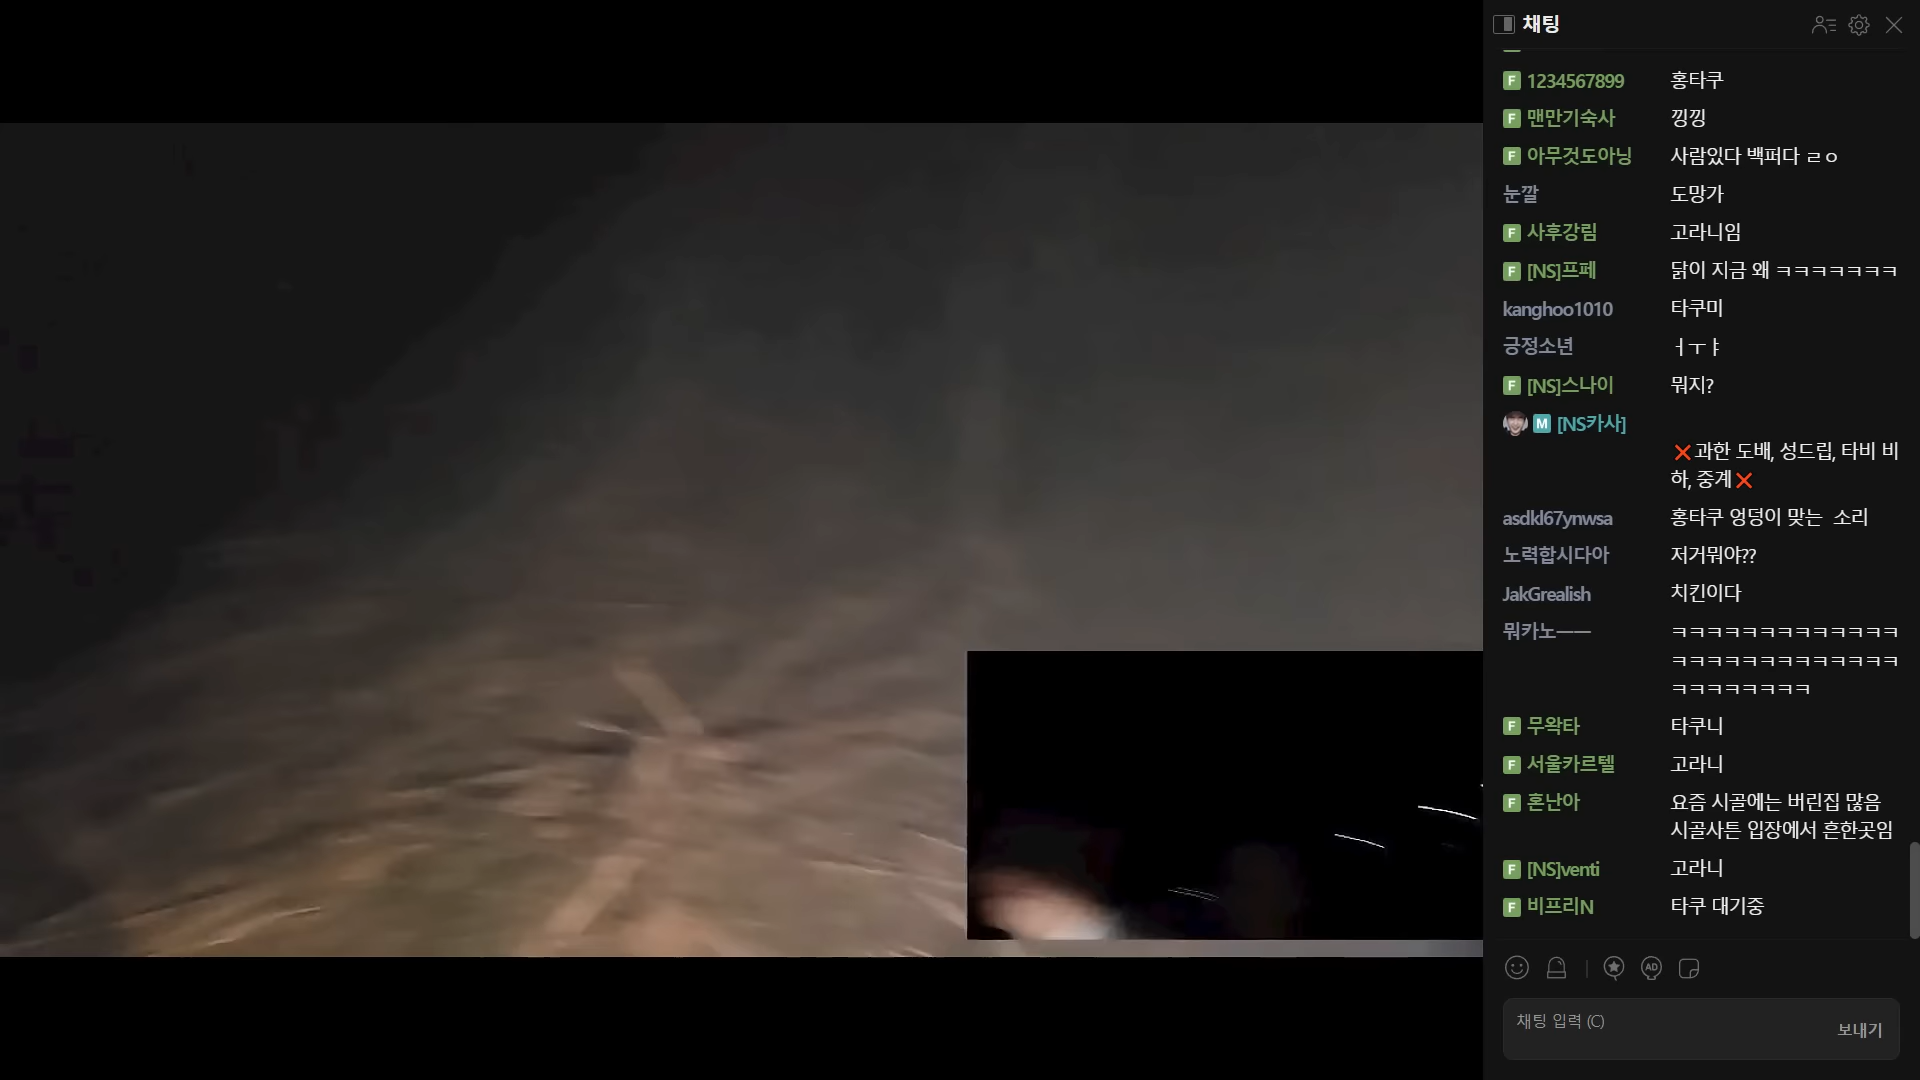 채팅
F 1234567899 홍타쿠
F 맨만기숙사 낑낑
F 아무것도아닝 사람있다 백퍼다 ㄹㅇ
눈깔 도망가
F 사후강림 고라니임
F [NS]프페 닭이 지금 왜 ㅋㅋㅋㅋㅋㅋㅋ
kanghoo1010 타쿠미
긍정소년 ㅓㅜㅑ
F [NS]스나이 뭐지?
M [NS카사]
❌과한 도배, 성드립, 타비 비
하, 중계❌
asdkl67ynwsa 홍타쿠 엉덩이 맞는 소리
노력합시다아 저거뭐야??
JakGrealish 치킨이다
뭐카노ㅡㅡ ㅋㅋㅋㅋㅋㅋㅋㅋㅋㅋㅋㅋㅋ
ㅋㅋㅋㅋㅋㅋㅋㅋㅋㅋㅋㅋㅋ
ㅋㅋㅋㅋㅋㅋㅋㅋ
F 무왁타 타쿠니
F 서울카르텔 고라니
F 혼난아 요즘 시골에는 버린집 많음
시골사튼 입장에서 흔한곳임
F [NS]venti 고라니
F 비프리N 타쿠 대기중
AD
채팅 입력 (C)
보내기